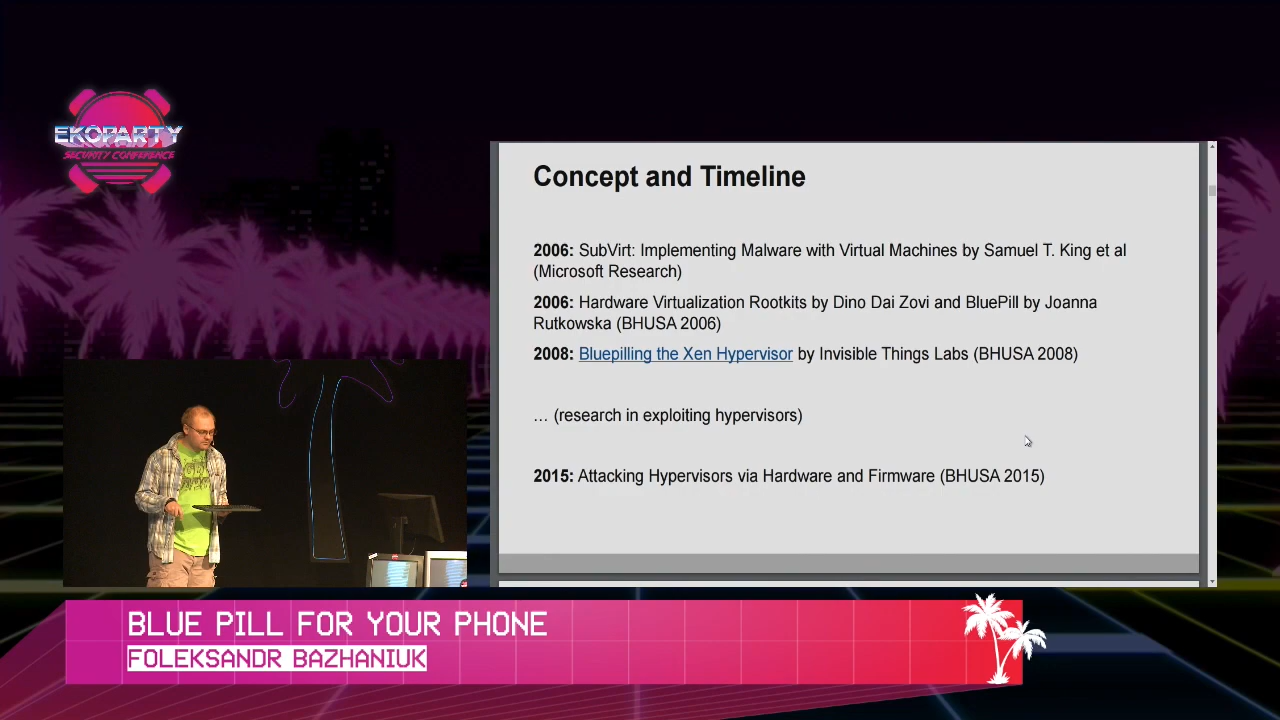 EKOPARTY
SECURITY CONFERENCE
Concept and Timeline
2006: SubVirt: Implementing Malware with Virtual Machines by Samuel T. King et al
(Microsoft Research)
2006: Hardware Virtualization Rootkits by Dino Dai Zovi and BluePill by Joanna
Rutkowska (BHUSA 2006)
2008: Bluepilling the Xen Hypervisor by Invisible Things Labs (BHUSA 2008)
… (research in exploiting hypervisors)
2015: Attacking Hypervisors via Hardware and Firmware (BHUSA 2015)
BLUE PILL FOR YOUR PHONE
FOLEKSANDR BAZHANIUK